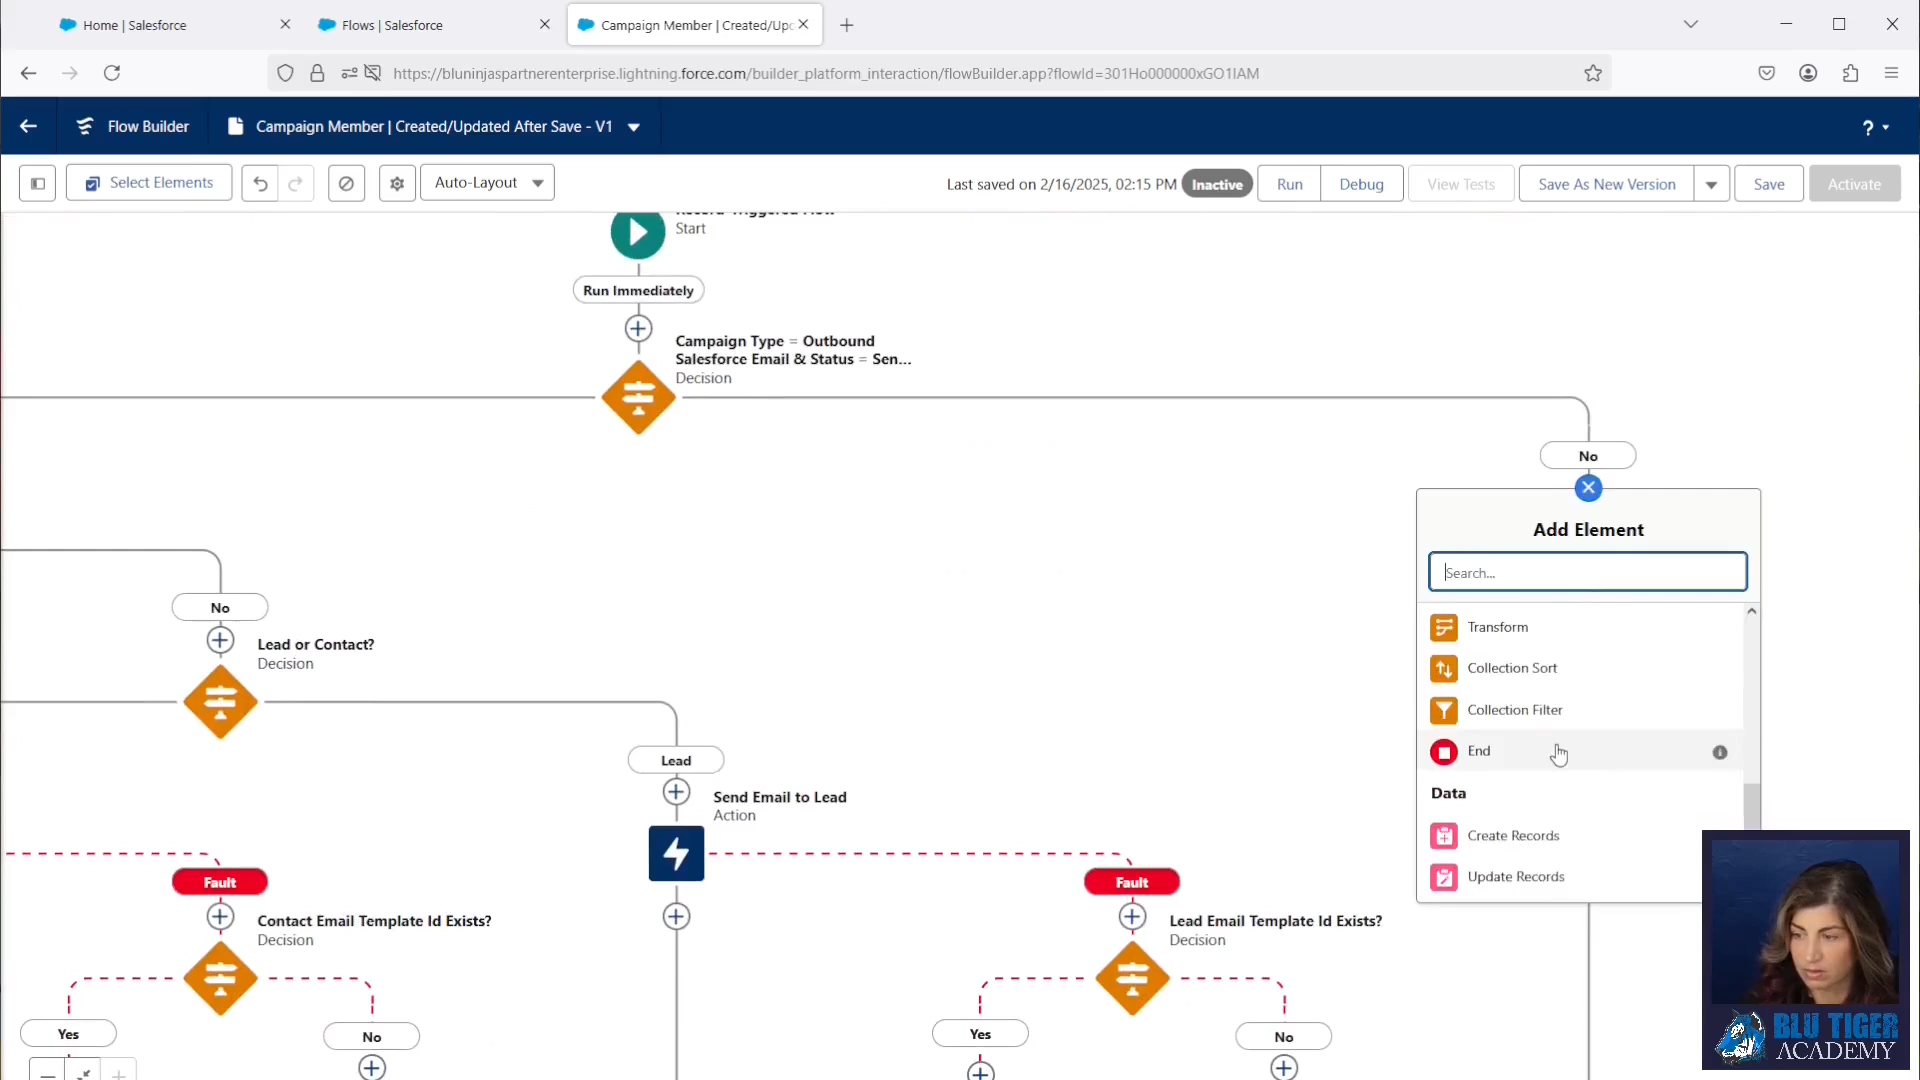 Home | Salesforce
Flows | Salesforce
Campaign Member | Created/Upd
https://bluninjaspartnerenterprise.lightning.force.com/builder_platform_interaction/flowBuilder.app?flowId=301Ho000000xGO1IAM
Flow Builder
Campaign Member | Created/Updated After Save - V1
?
Select Elements
Auto-Layout
Last saved on 2/16/2025, 02:15 PM
Inactive
Run
Debug
View Tests
Save As New Version
Save
Activate
Record-Triggered Flow
Start
Run Immediately
Campaign Type = Outbound
Salesforce Email & Status = Sen...
Decision
No
Add Element
Search...
Transform
Collection Sort
Collection Filter
End
Data
Create Records
Update Records
No
Lead or Contact?
Decision
Lead
Send Email to Lead
Action
Fault
Contact Email Template Id Exists?
Decision
Yes
No
Fault
Lead Email Template Id Exists?
Decision
Yes
No
BLU TIGER
ACADEMY